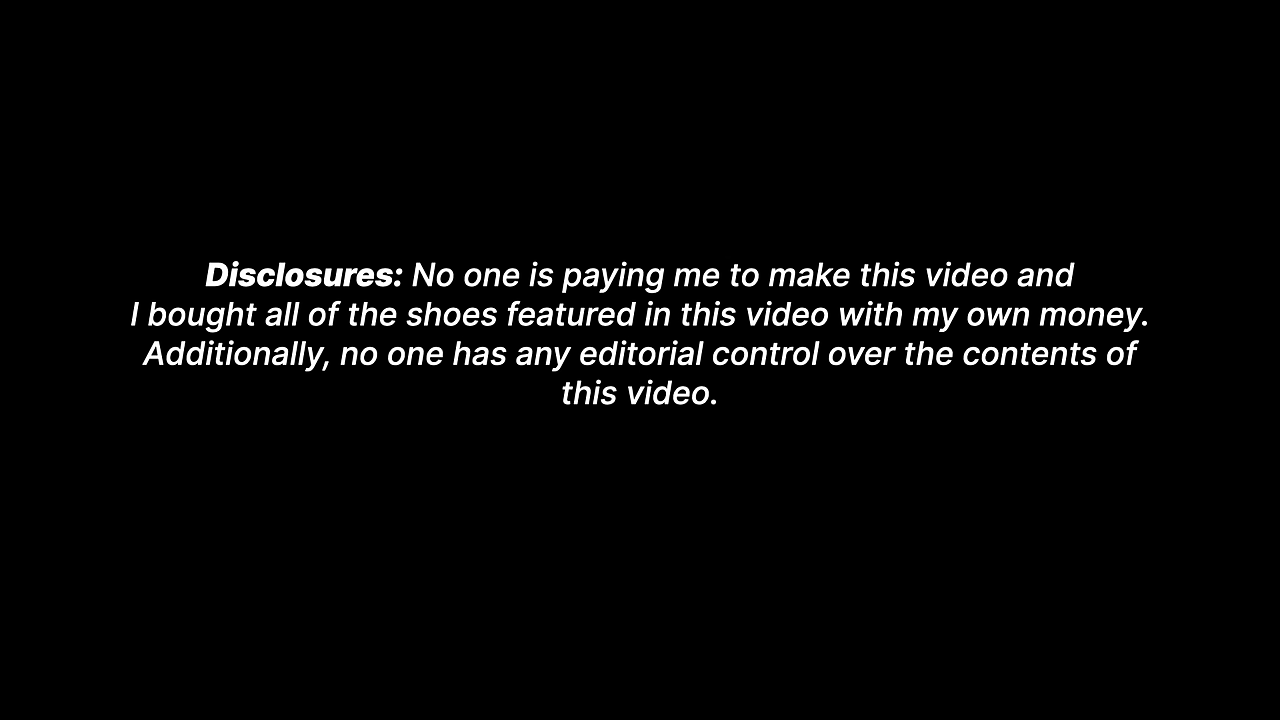 Disclosures: No one is paying me to make this video and
I bought all of the shoes featured in this video with my own money.
Additionally, no one has any editorial control over the contents of
this video.